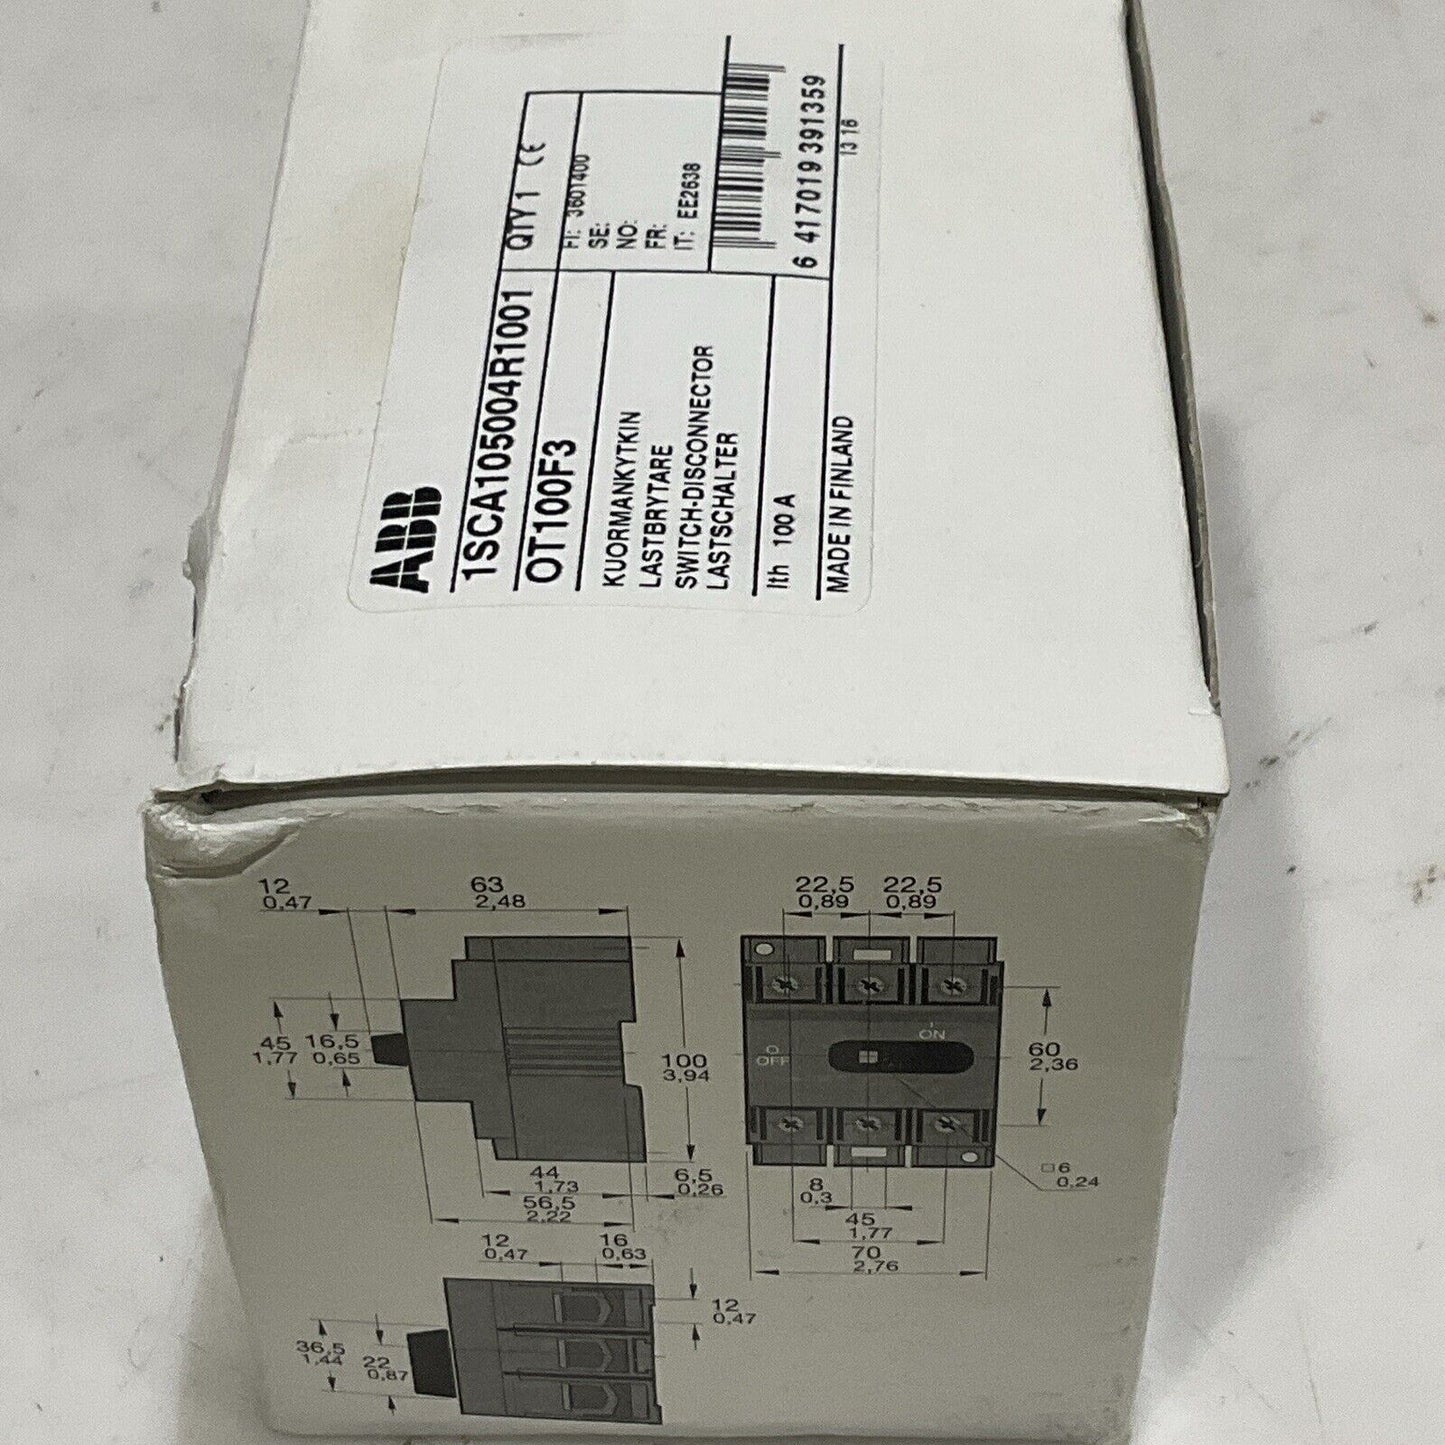 ABB
1SCA105004R1001 QTY 1 CE
OT100F3
FI: 3601400
SE:
NO:
FR:
IT: EE2638
KUORMANKYTKIN
LASTBRYTARE
SWITCH-DISCONNECTOR
LASTSCHALTER
Ith 100 A
6 417019 391359
MADE IN FINLAND
13 16
12
0,47
63
2,48
22,5
0,89
22,5
0,89
45
1,77
16,5
0,65
100
3,94
O
OFF
I
ON
60
2,36
44
1,73
56,5
2,22
6,5
0,26
8
0,3
□6
0,24
45
1,77
70
2,76
12
0,47
16
0,63
12
0,47
36,5
1,44
22
0,87